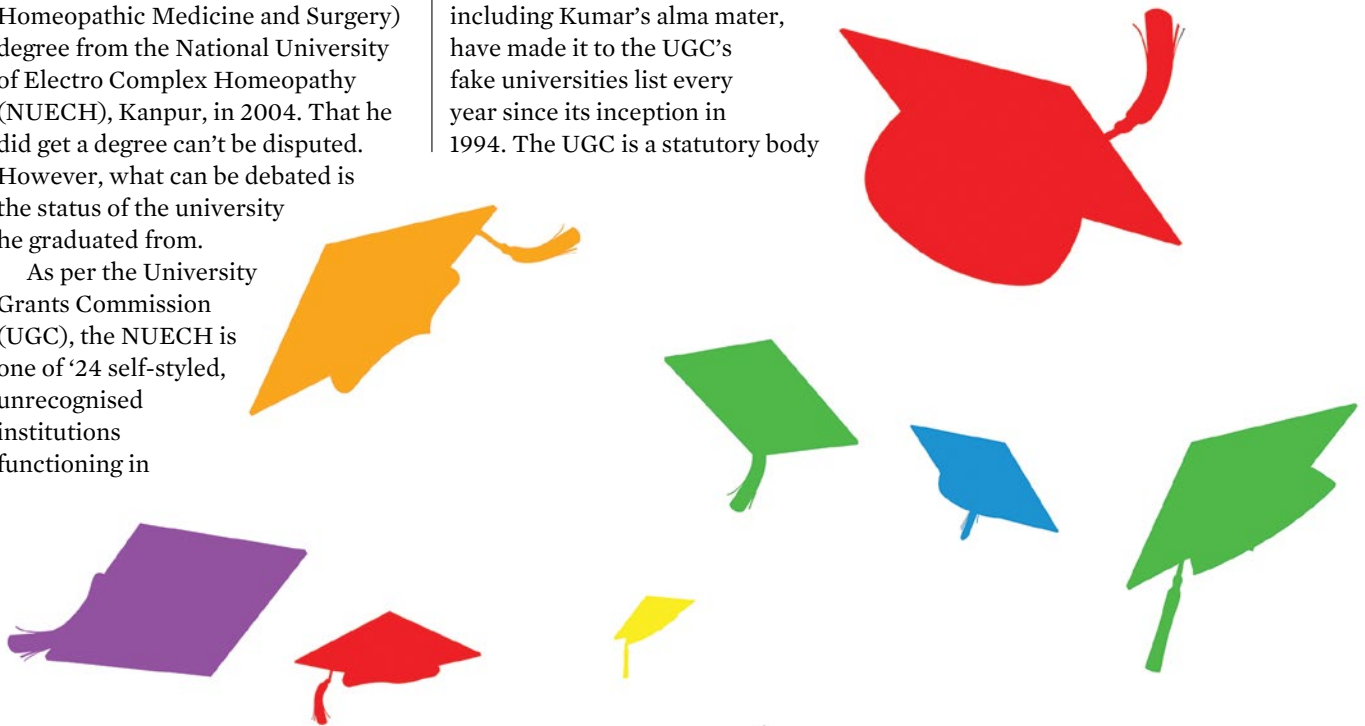 Homeopathic Medicine and Surgery)
degree from the National University
of Electro Complex Homeopathy
(NUECH), Kanpur, in 2004. That he
did get a degree can’t be disputed.
However, what can be debated is
the status of the university
he graduated from.
As per the University
Grants Commission
(UGC), the NUECH is
one of ‘24 self-styled,
unrecognised
institutions
functioning in
including Kumar’s alma mater,
have made it to the UGC’s
fake universities list every
year since its inception in
1994. The UGC is a statutory body